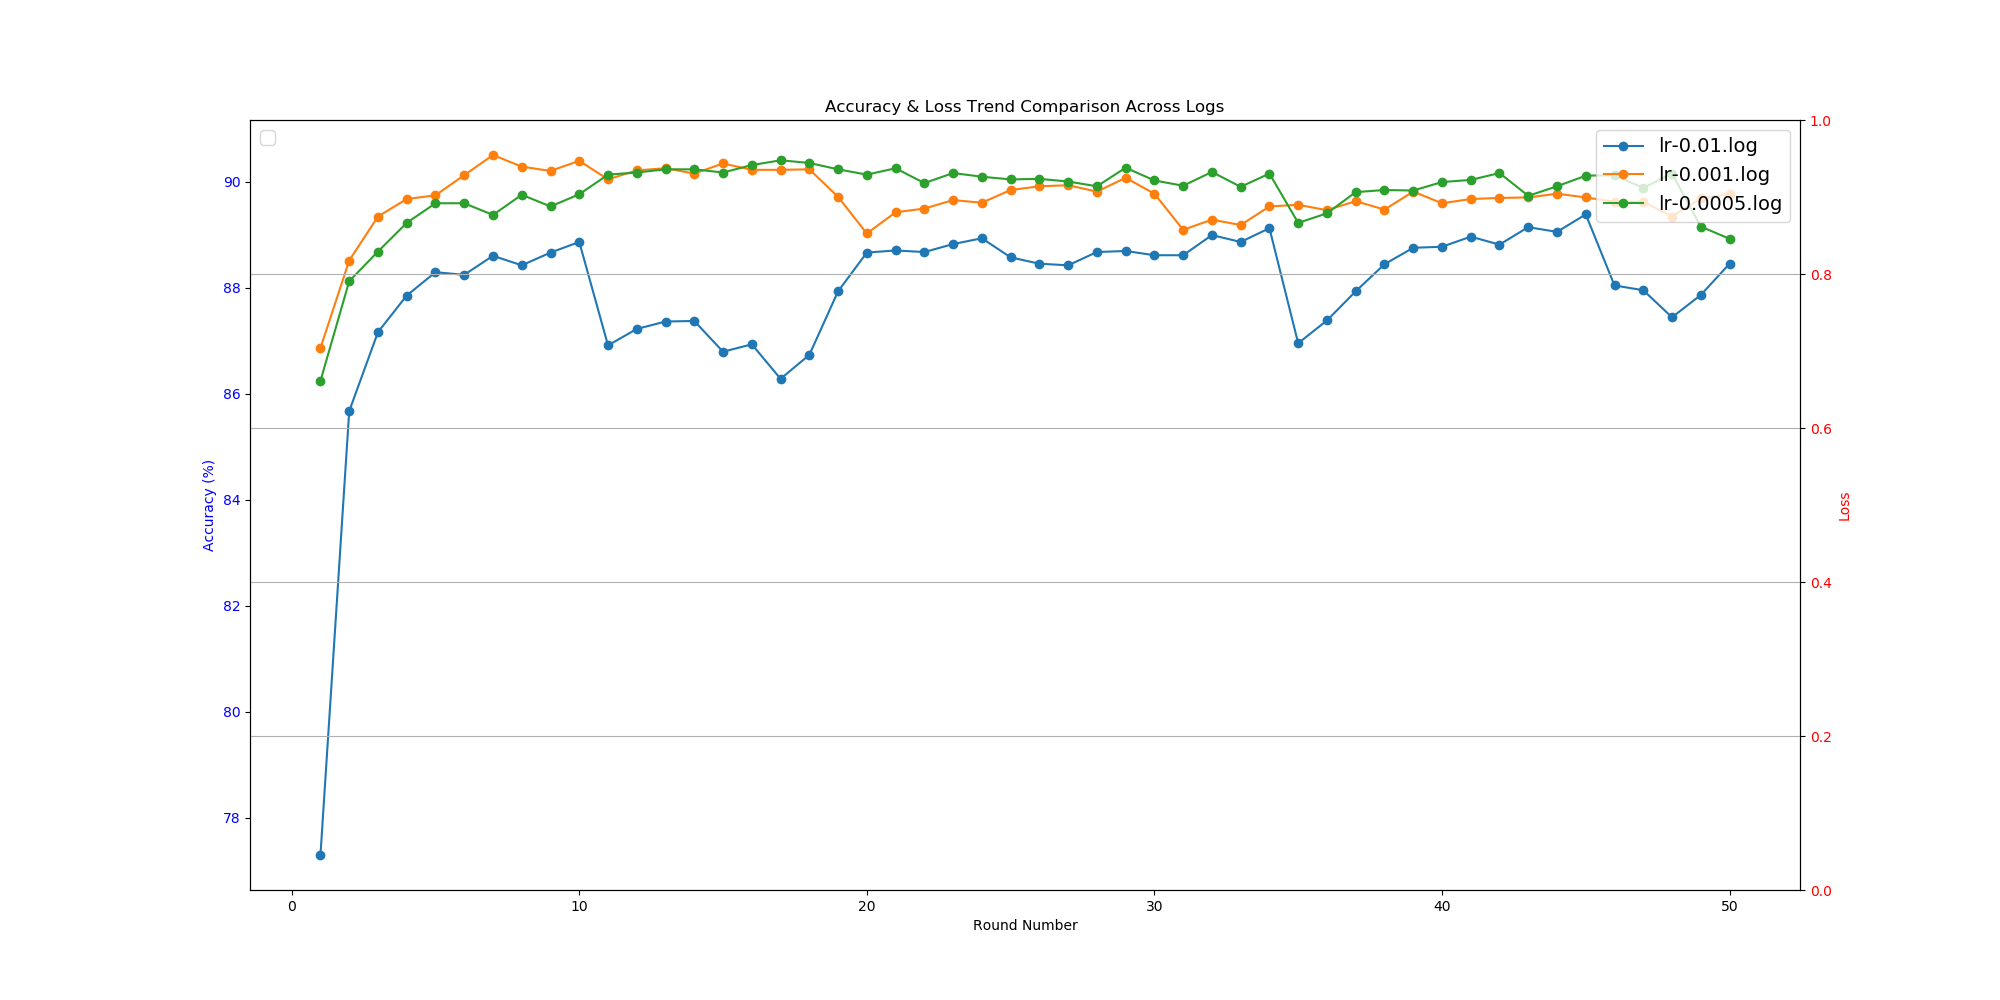 Accuracy & Loss Trend Comparison Across Logs
lr-0.01.log
lr-0.001.log
lr-0.0005.log
Accuracy (%)
90
88
86
84
82
80
78
1.0
0.8
0.6
0.4
0.2
0.0
Loss
0 10 20 30 40 50
Round Number